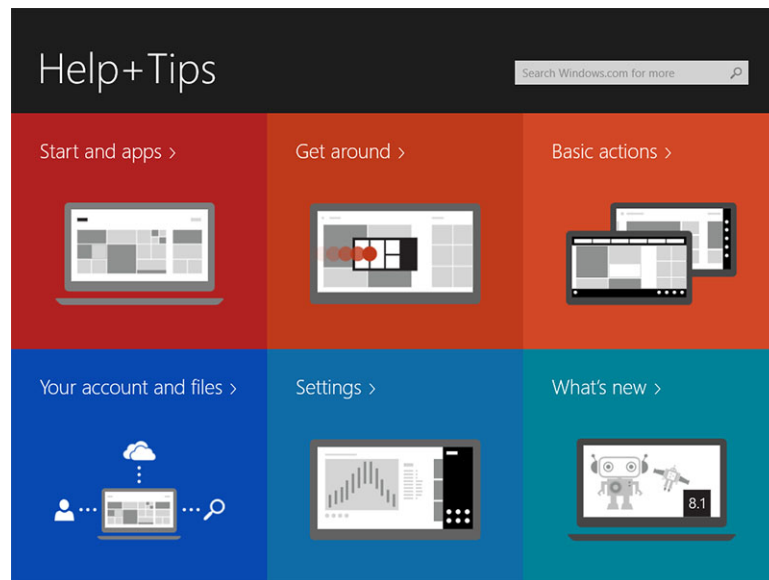 Help+Tips
Search Windows.com for more
Start and apps >
Get around >
Basic actions >
Your account and files >
Settings >
What's new >
8.1